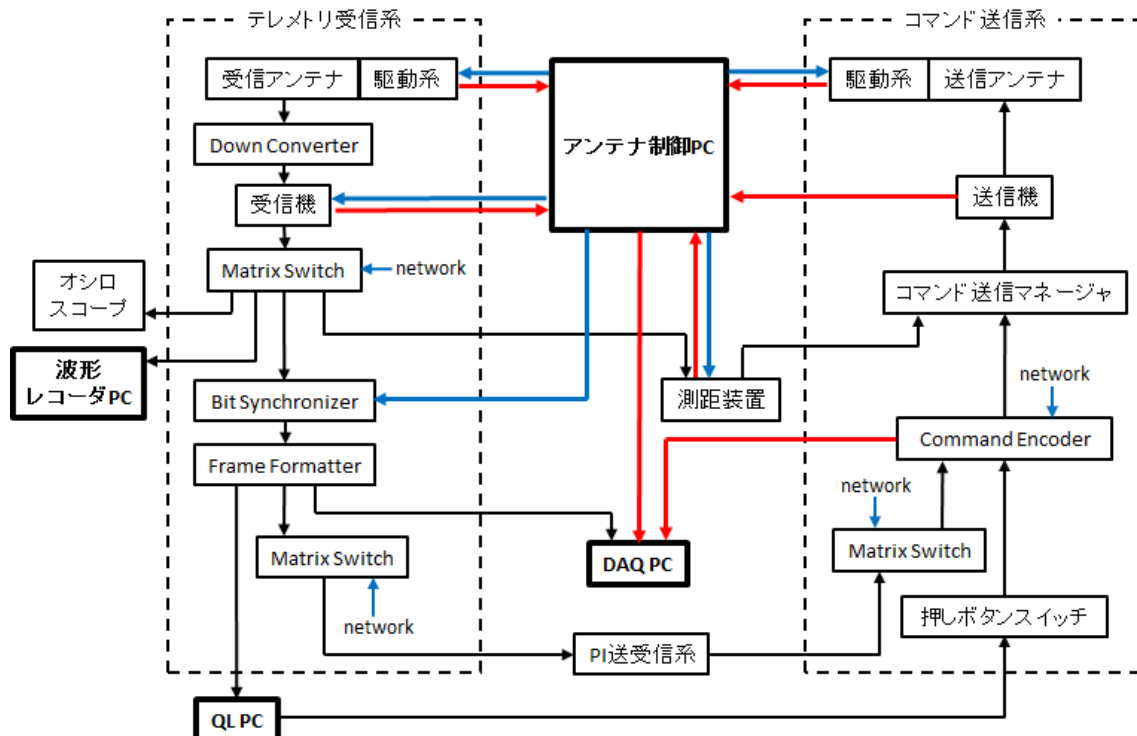 テレメトリ受信系
コマンド送信系
受信アンテナ
駆動系
駆動系
送信アンテナ
アンテナ制御PC
Down Converter
受信機
送信機
Matrix Switch
network
オシロ
スコープ
コマンド送信マネージャ
波形
レコーダPC
測距装置
network
Bit Synchronizer
Command Encoder
Frame Formatter
network
Matrix Switch
DAQ PC
Matrix Switch
network
押しボタンスイッチ
PI送受信系
QL PC